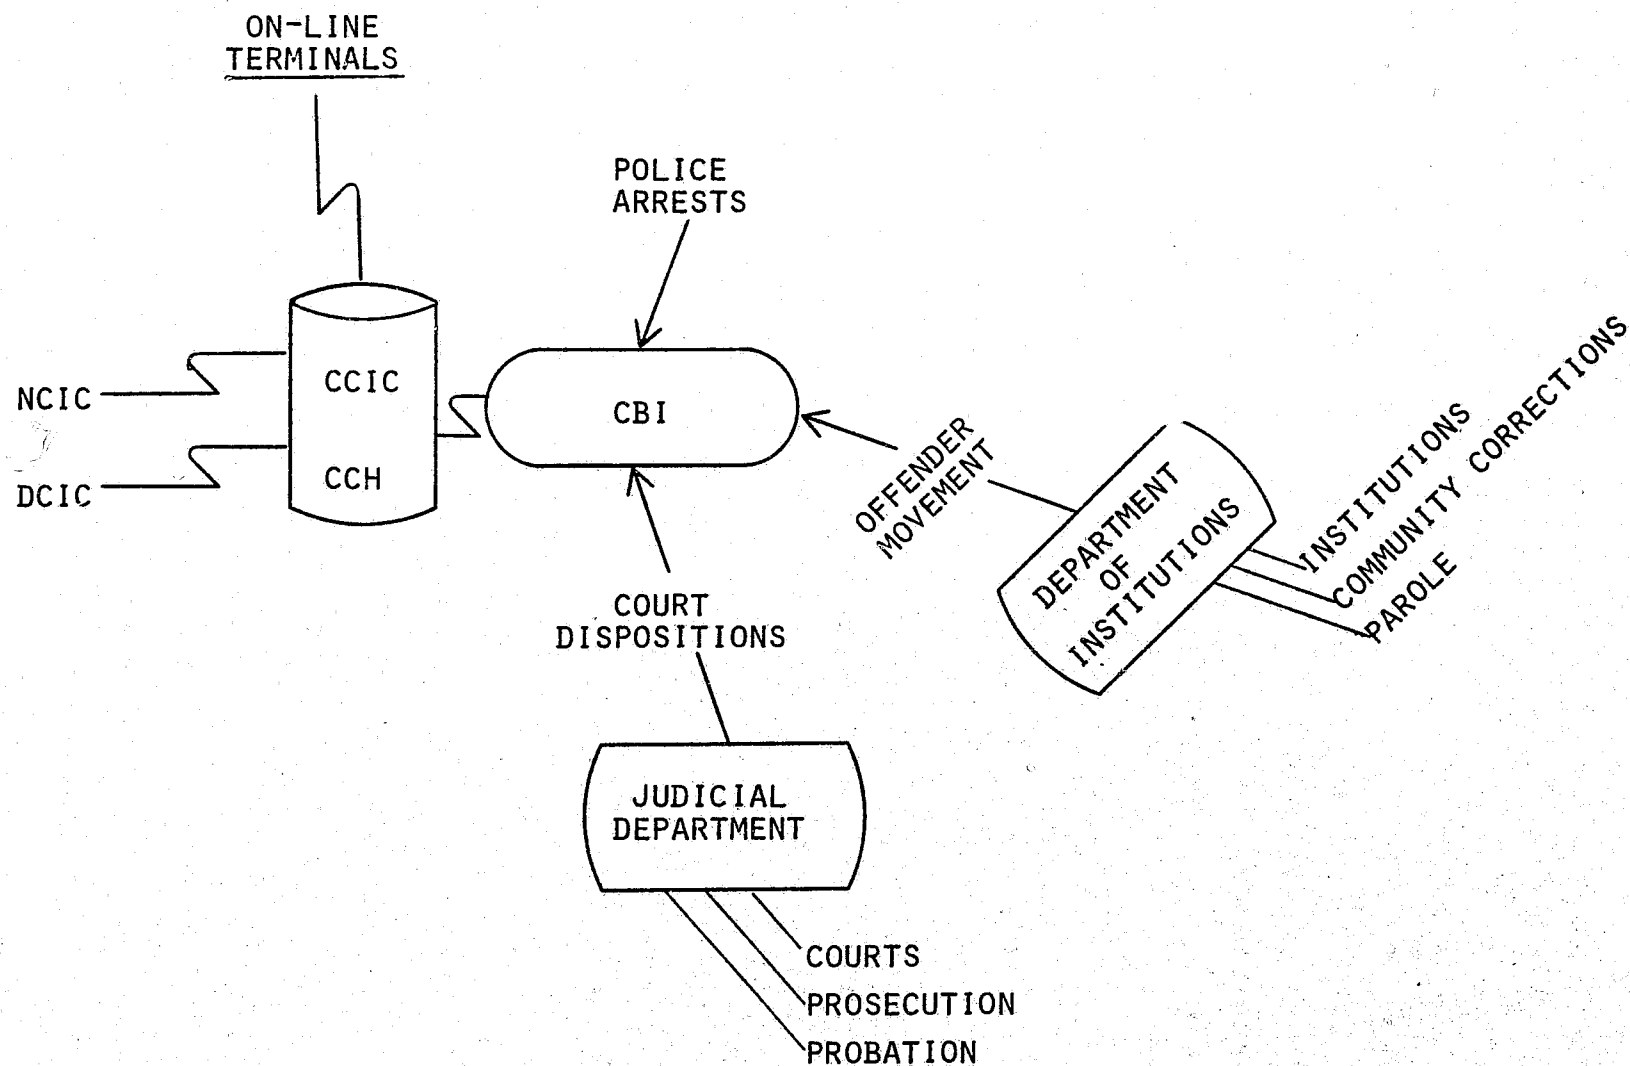 ON-LINE
TERMINALS
POLICE
ARRESTS
NCIC
DCIC
CCIC
CCH
CBI
OFFENDER
MOVEMENT
DEPARTMENT
OF
INSTITUTIONS
INSTITUTIONS
COMMUNITY CORRECTIONS
PAROLE
COURT
DISPOSITIONS
JUDICIAL
DEPARTMENT
COURTS
PROSECUTION
PROBATION